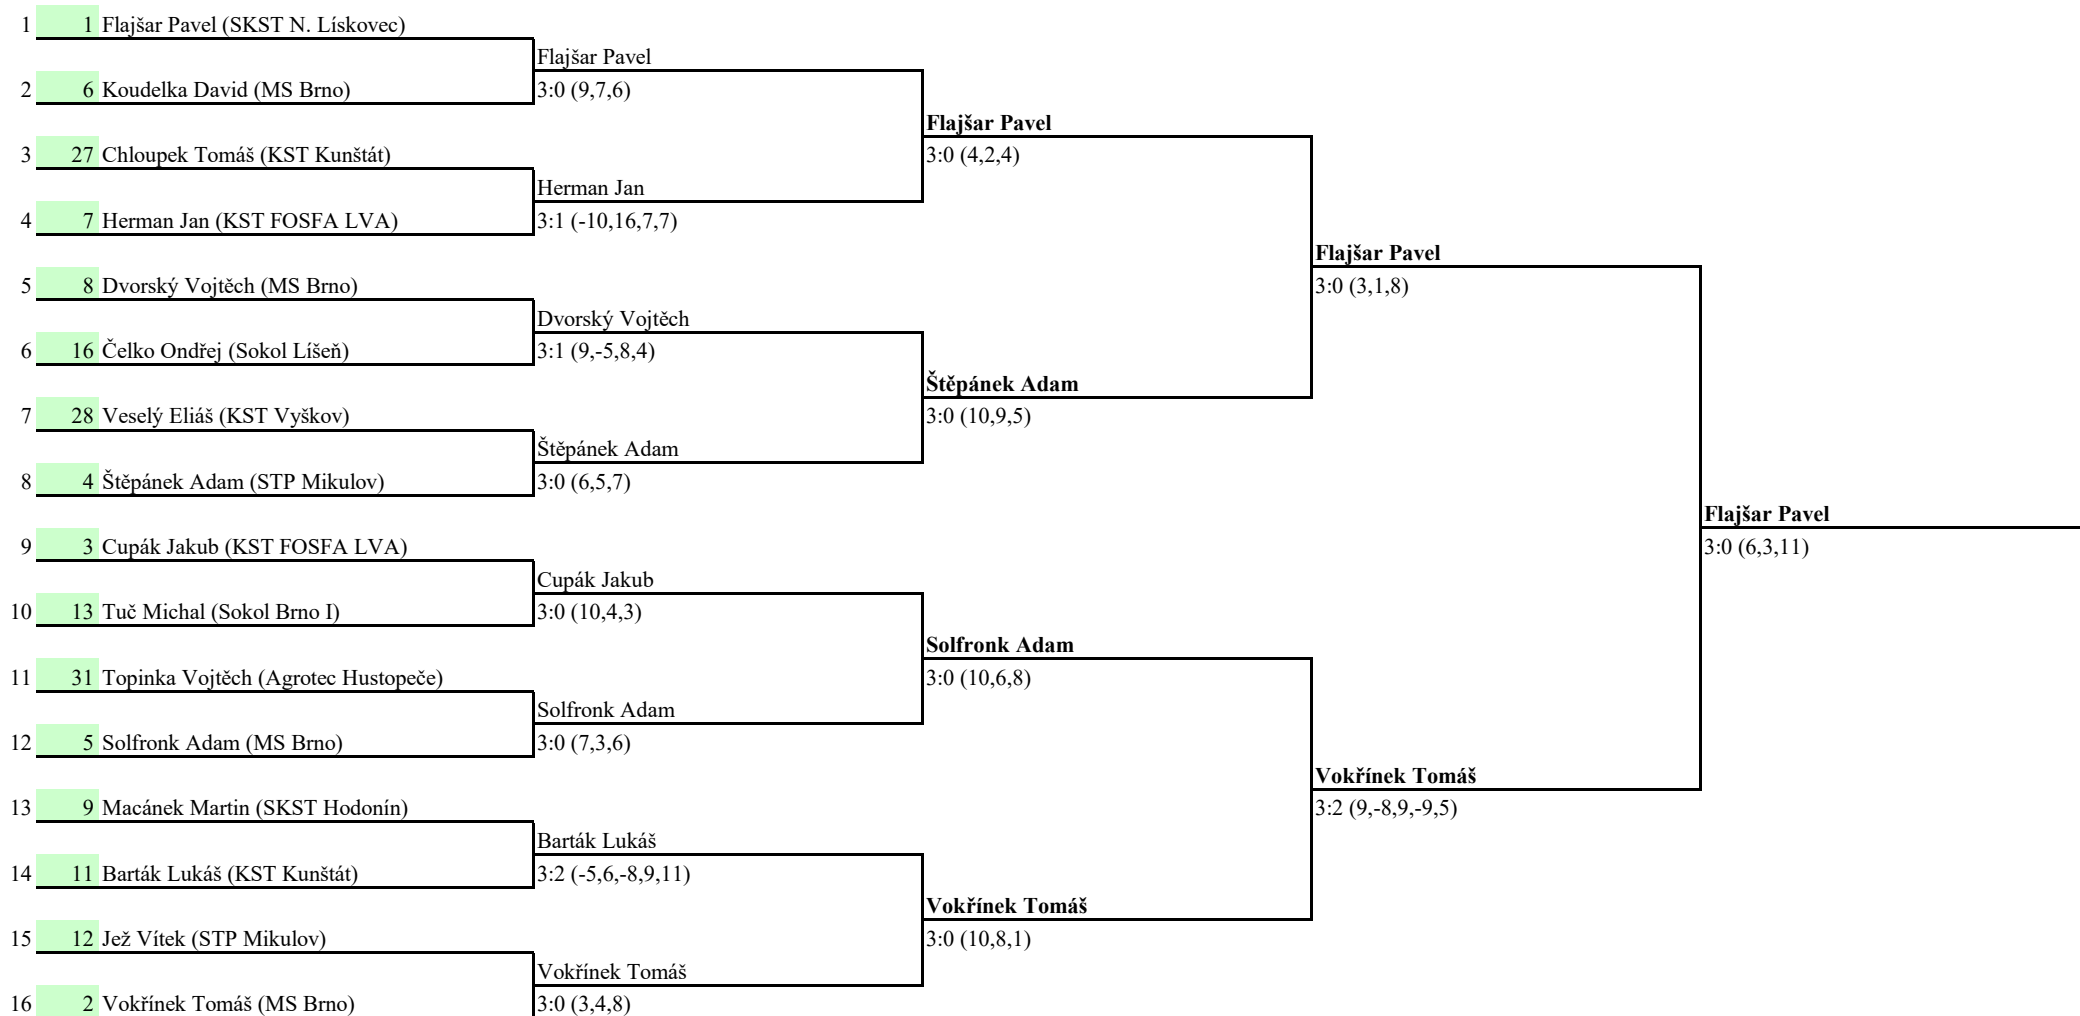 1 1 Flajšar Pavel (SKST N. Lískovec)
Flajšar Pavel
2 6 Koudelka David (MS Brno) 3:0 (9,7,6)
Flajšar Pavel
3 27 Chloupek Tomáš (KST Kunštát) 3:0 (4,2,4)
Herman Jan
4 7 Herman Jan (KST FOSFA LVA) 3:1 (-10,16,7,7)
Flajšar Pavel
5 8 Dvorský Vojtěch (MS Brno) 3:0 (3,1,8)
Dvorský Vojtěch
6 16 Čelko Ondřej (Sokol Líšeň) 3:1 (9,-5,8,4)
Štěpánek Adam
7 28 Veselý Eliáš (KST Vyškov) 3:0 (10,9,5)
Štěpánek Adam
8 4 Štěpánek Adam (STP Mikulov) 3:0 (6,5,7)
Flajšar Pavel
9 3 Cupák Jakub (KST FOSFA LVA) 3:0 (6,3,11)
Cupák Jakub
10 13 Tuč Michal (Sokol Brno I) 3:0 (10,4,3)
Solfronk Adam
11 31 Topinka Vojtěch (Agrotec Hustopeče) 3:0 (10,6,8)
Solfronk Adam
12 5 Solfronk Adam (MS Brno) 3:0 (7,3,6)
Vokřínek Tomáš
13 9 Macánek Martin (SKST Hodonín) 3:2 (9,-8,9,-9,5)
Barták Lukáš
14 11 Barták Lukáš (KST Kunštát) 3:2 (-5,6,-8,9,11)
Vokřínek Tomáš
15 12 Jež Vítek (STP Mikulov) 3:0 (10,8,1)
Vokřínek Tomáš
16 2 Vokřínek Tomáš (MS Brno) 3:0 (3,4,8)